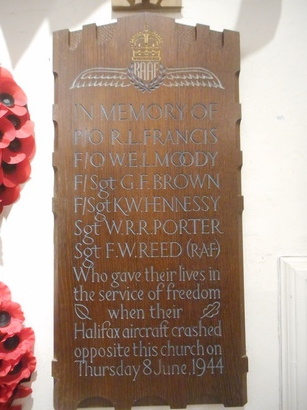 RAAF
IN MEMORY OF
P/O R.L. FRANCIS
F/O W.E.J. MOODY
F/Sgt G.F. BROWN
F/Sgt K.W. HENNESSY
Sgt W.R.R. PORTER
Sgt F.W. REED (RAF)
Who gave their lives in
the service of freedom
when their
Halifax aircraft crashed
opposite this church on
Thursday 8 June. 1944